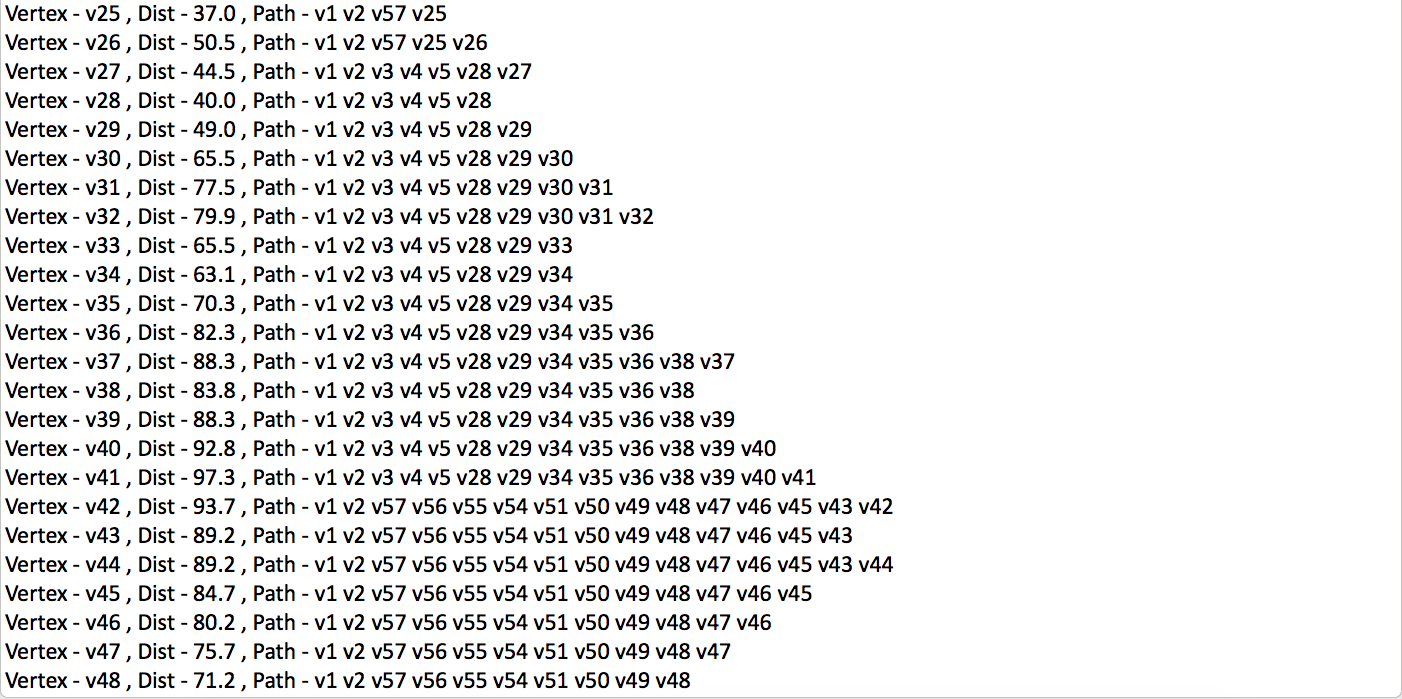 Vertex - v25 , Dist - 37.0 , Path - v1 v2 v57 v25
Vertex - v26 , Dist - 50.5 , Path - v1 v2 v57 v25 v26
Vertex - v27 , Dist - 44.5 , Path - v1 v2 v3 v4 v5 v28 v27
Vertex - v28 , Dist - 40.0 , Path - v1 v2 v3 v4 v5 v28
Vertex - v29 , Dist - 49.0 , Path - v1 v2 v3 v4 v5 v28 v29
Vertex - v30 , Dist - 65.5 , Path - v1 v2 v3 v4 v5 v28 v29 v30
Vertex - v31 , Dist - 77.5 , Path - v1 v2 v3 v4 v5 v28 v29 v30 v31
Vertex - v32 , Dist - 79.9 , Path - v1 v2 v3 v4 v5 v28 v29 v30 v31 v32
Vertex - v33 , Dist - 65.5 , Path - v1 v2 v3 v4 v5 v28 v29 v33
Vertex - v34 , Dist - 63.1 , Path - v1 v2 v3 v4 v5 v28 v29 v34
Vertex - v35 , Dist - 70.3 , Path - v1 v2 v3 v4 v5 v28 v29 v34 v35
Vertex - v36 , Dist - 82.3 , Path - v1 v2 v3 v4 v5 v28 v29 v34 v35 v36
Vertex - v37 , Dist - 88.3 , Path - v1 v2 v3 v4 v5 v28 v29 v34 v35 v36 v38 v37
Vertex - v38 , Dist - 83.8 , Path - v1 v2 v3 v4 v5 v28 v29 v34 v35 v36 v38
Vertex - v39 , Dist - 88.3 , Path - v1 v2 v3 v4 v5 v28 v29 v34 v35 v36 v38 v39
Vertex - v40 , Dist - 92.8 , Path - v1 v2 v3 v4 v5 v28 v29 v34 v35 v36 v38 v39 v40
Vertex - v41 , Dist - 97.3 , Path - v1 v2 v3 v4 v5 v28 v29 v34 v35 v36 v38 v39 v40 v41
Vertex - v42 , Dist - 93.7 , Path - v1 v2 v57 v56 v55 v54 v51 v50 v49 v48 v47 v46 v45 v43 v42
Vertex - v43 , Dist - 89.2 , Path - v1 v2 v57 v56 v55 v54 v51 v50 v49 v48 v47 v46 v45 v43
Vertex - v44 , Dist - 89.2 , Path - v1 v2 v57 v56 v55 v54 v51 v50 v49 v48 v47 v46 v45 v43 v44
Vertex - v45 , Dist - 84.7 , Path - v1 v2 v57 v56 v55 v54 v51 v50 v49 v48 v47 v46 v45
Vertex - v46 , Dist - 80.2 , Path - v1 v2 v57 v56 v55 v54 v51 v50 v49 v48 v47 v46
Vertex - v47 , Dist - 75.7 , Path - v1 v2 v57 v56 v55 v54 v51 v50 v49 v48 v47
Vertex - v48 , Dist - 71.2 , Path - v1 v2 v57 v56 v55 v54 v51 v50 v49 v48